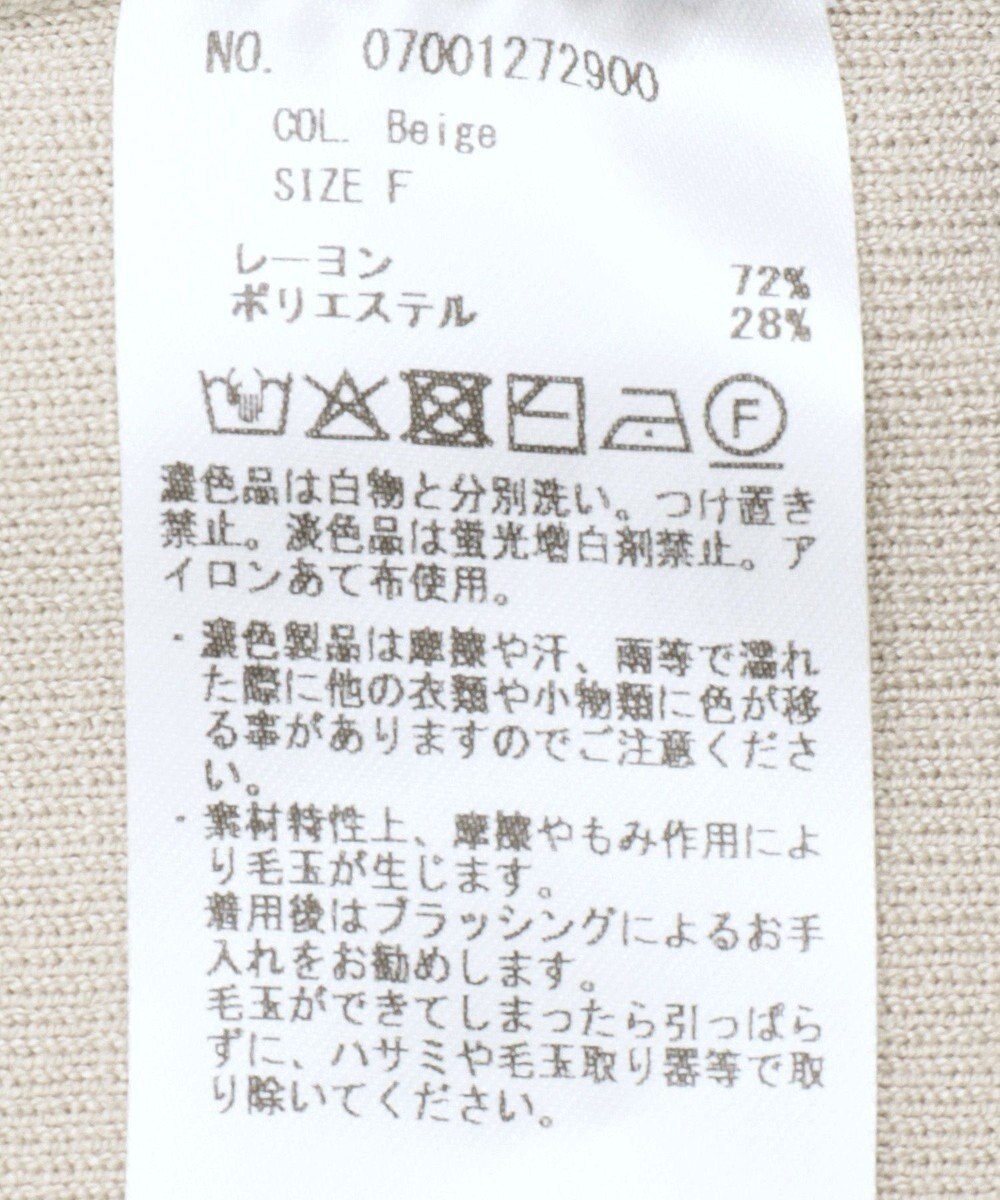 NO. 07001272900
COL. Beige
SIZE F
レーヨン 72%
ポリエステル 28%
F
濃色品は白物と分別洗い。つけ置き
禁止。淡色品は蛍光増白剤禁止。ア
イロンあて布使用。
・濃色製品は摩擦や汗、雨等で濡れ
た際に他の衣類や小物類に色が移
る事がありますのでご注意くださ
い。
・素材特性上、摩擦やもみ作用によ
り毛玉が生じます。
着用後はブラッシングによるお手
入れをお勧めします。
毛玉ができてしまったら引っぱら
ずに、ハサミや毛玉取り器等で取
り除いてください。